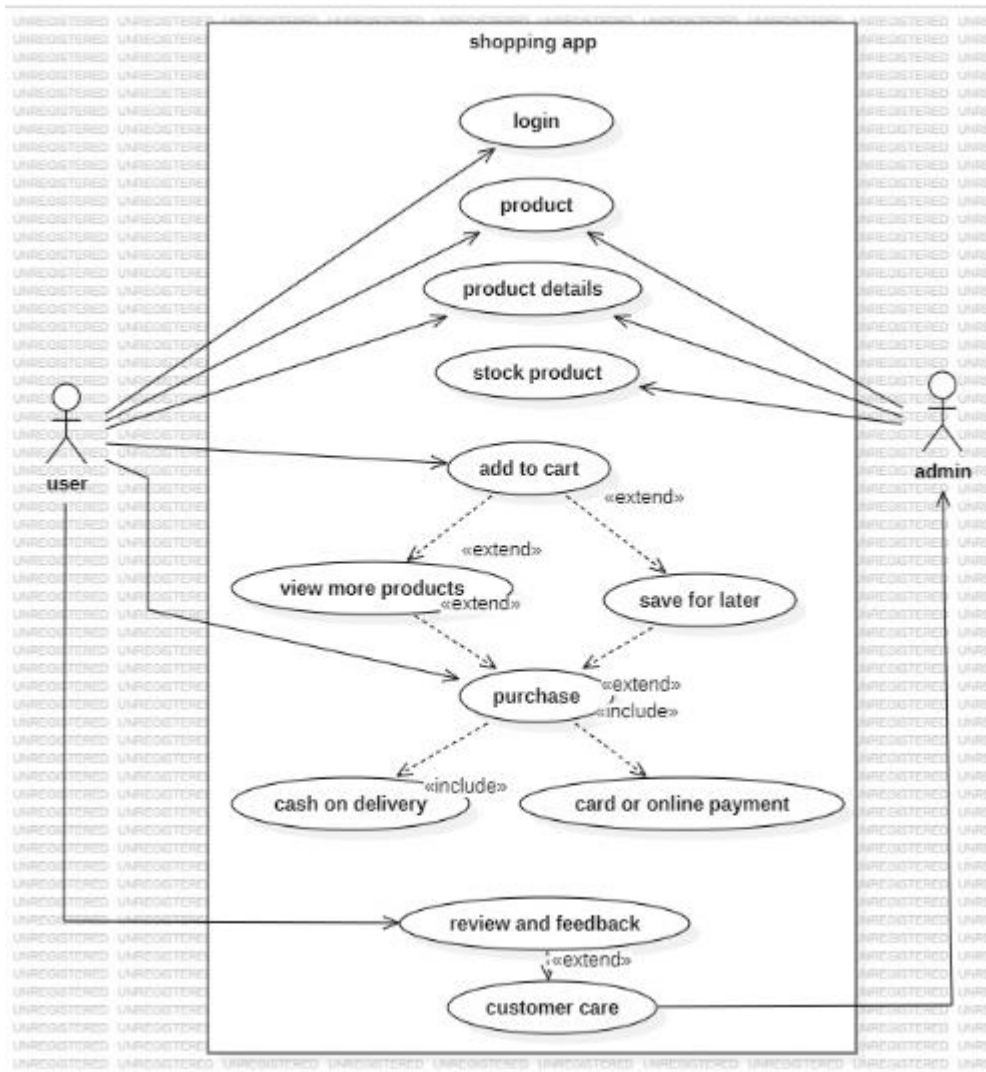 shopping app
login
product
product details
stock product
user
admin
add to cart
«extend»
«extend»
view more products
«extend»
save for later
purchase
«extend»
«include»
«include»
cash on delivery
card or online payment
review and feedback
«extend»
customer care
UNREGISTERED